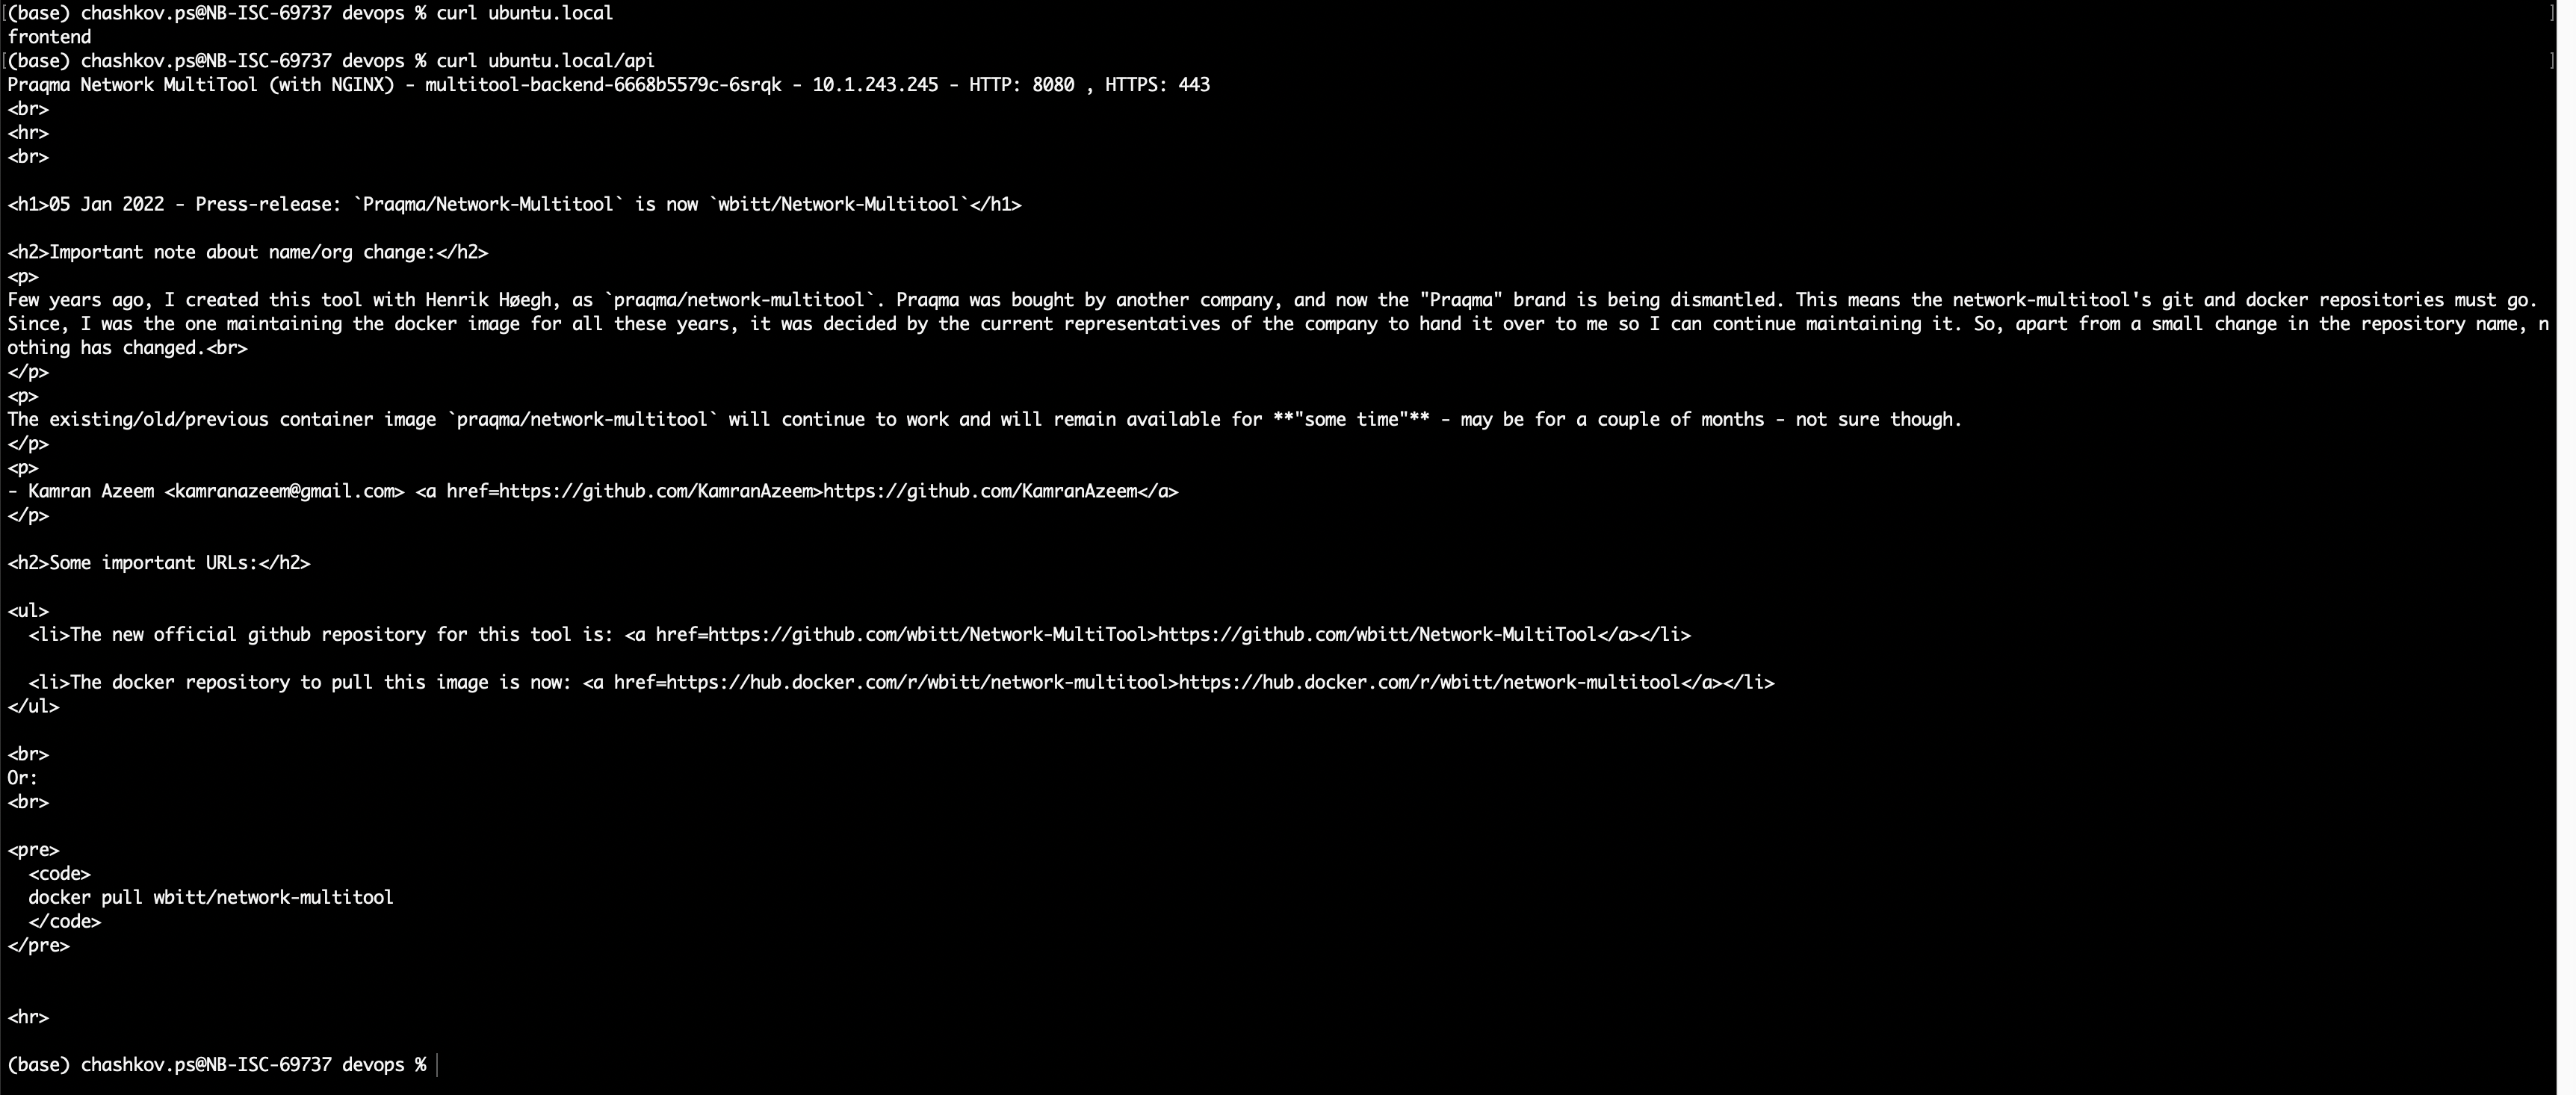 [(base) chashkov.ps@NB-ISC-69737 devops % curl ubuntu.local ]
frontend
[(base) chashkov.ps@NB-ISC-69737 devops % curl ubuntu.local/api ]
Praqma Network MultiTool (with NGINX) - multitool-backend-6668b5579c-6srqk - 10.1.243.245 - HTTP: 8080 , HTTPS: 443
<br>
<hr>
<br>
<h1>05 Jan 2022 - Press-release: `Praqma/Network-Multitool` is now `wbitt/Network-Multitool`</h1>
<h2>Important note about name/org change:</h2>
<p>
Few years ago, I created this tool with Henrik Høegh, as `praqma/network-multitool`. Praqma was bought by another company, and now the "Praqma" brand is being dismantled. This means the network-multitool's git and docker repositories must go.
Since, I was the one maintaining the docker image for all these years, it was decided by the current representatives of the company to hand it over to me so I can continue maintaining it. So, apart from a small change in the repository name, n
othing has changed.<br>
</p>
<p>
The existing/old/previous container image `praqma/network-multitool` will continue to work and will remain available for **"some time"** - may be for a couple of months - not sure though.
</p>
<p>
- Kamran Azeem <kamranazeem@gmail.com> <a href=https://github.com/KamranAzeem>https://github.com/KamranAzeem</a>
</p>
<h2>Some important URLs:</h2>
<ul>
  <li>The new official github repository for this tool is: <a href=https://github.com/wbitt/Network-MultiTool>https://github.com/wbitt/Network-MultiTool</a></li>
  <li>The docker repository to pull this image is now: <a href=https://hub.docker.com/r/wbitt/network-multitool>https://hub.docker.com/r/wbitt/network-multitool</a></li>
</ul>
<br>
Or:
<br>
<pre>
  <code>
  docker pull wbitt/network-multitool
  </code>
</pre>
<hr>
(base) chashkov.ps@NB-ISC-69737 devops %